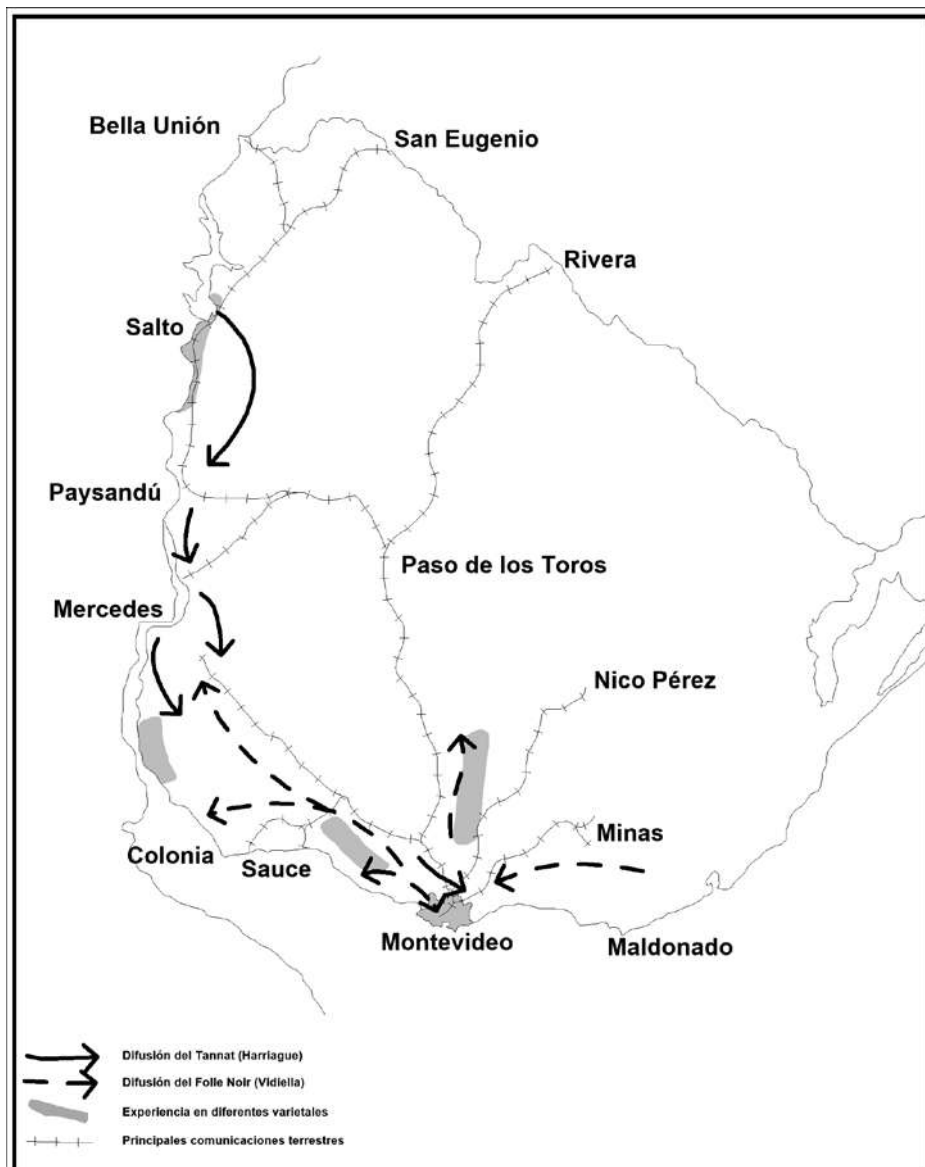 Bella Unión
San Eugenio
Rivera
Salto
Paysandú
Paso de los Toros
Mercedes
Nico Pérez
Minas
Colonia
Sauce
Montevideo
Maldonado
Difusión del Tannat (Harriague)
Difusión del Folle Noir (Vidiella)
Experiencia en diferentes varietales
Principales comunicaciones terrestres